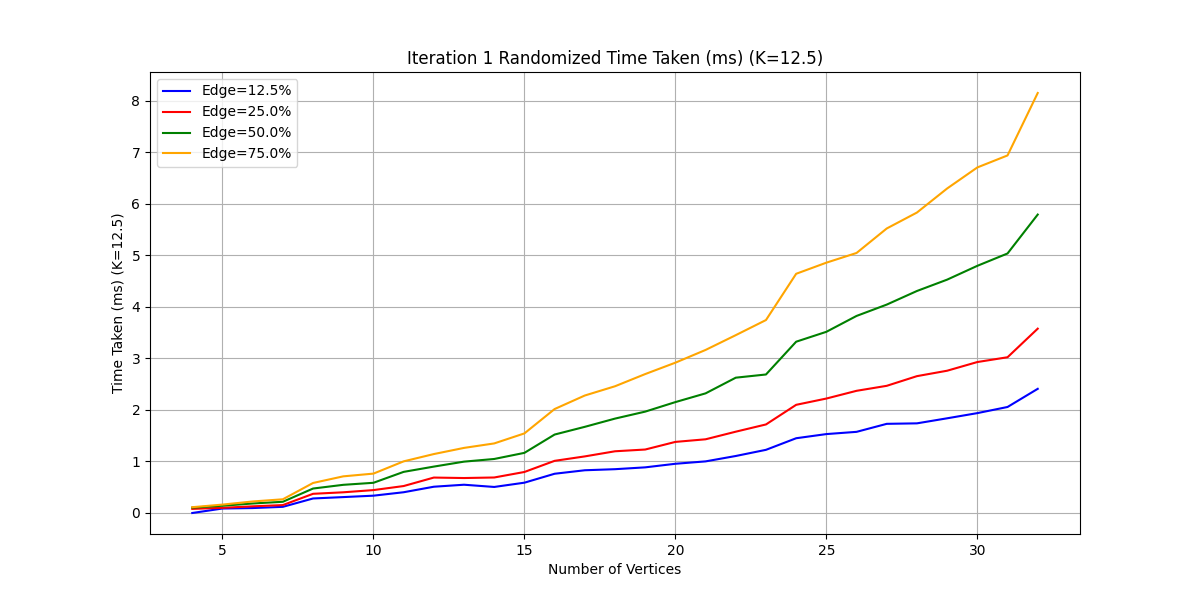 Iteration 1 Randomized Time Taken (ms) (K=12.5)
Edge=12.5%
Edge=25.0%
Edge=50.0%
Edge=75.0%
Time Taken (ms) (K=12.5)
8
7
6
5
4
3
2
1
0
5 10 15 20 25 30
Number of Vertices